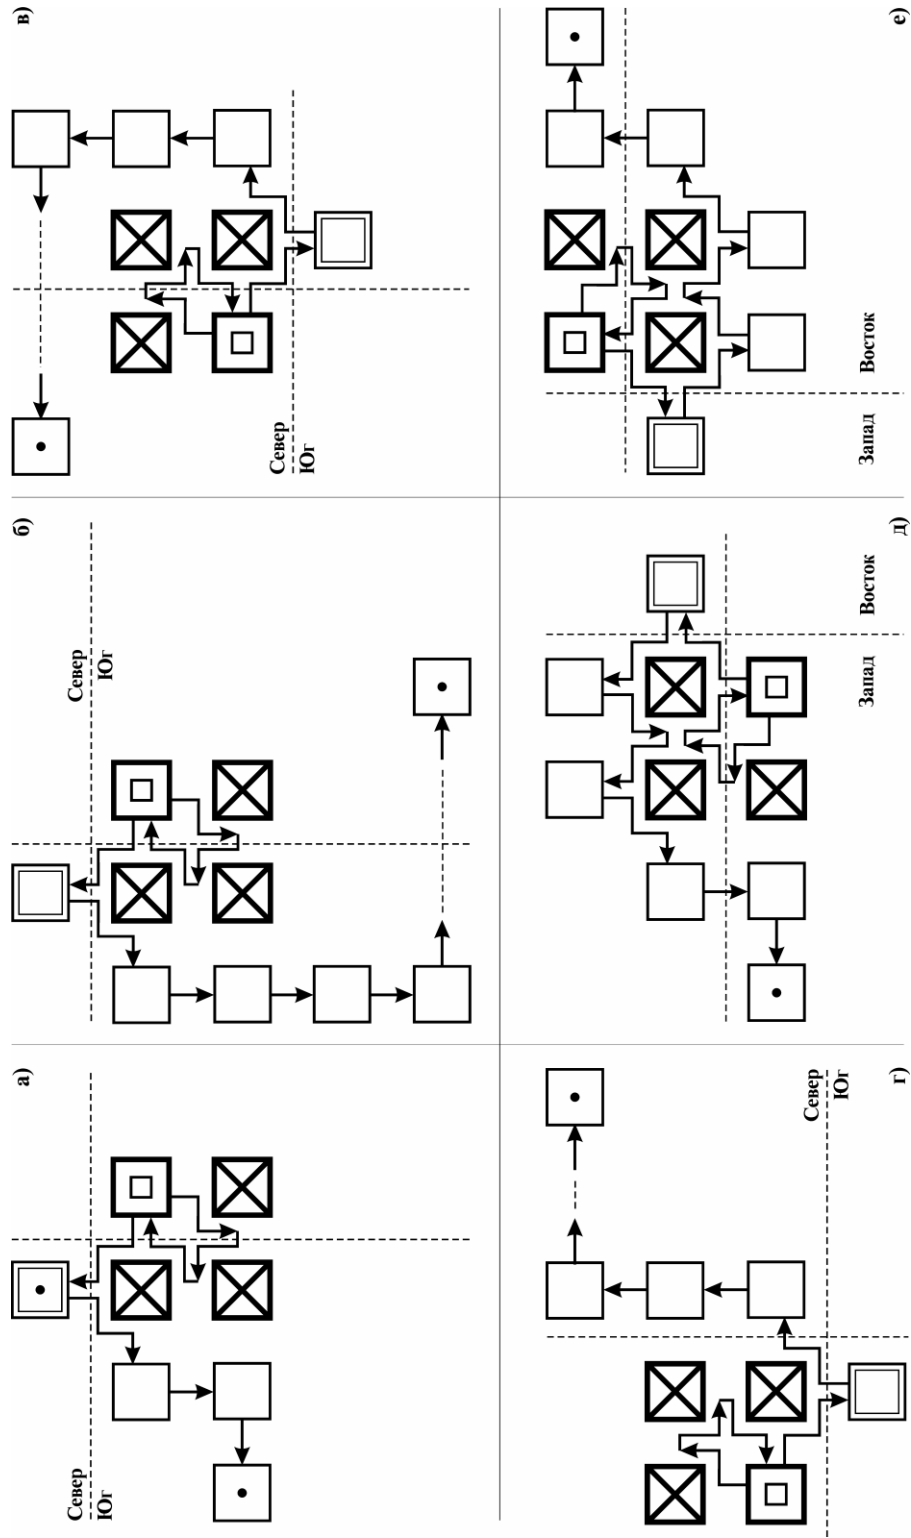 а)
Север
Юг
б)
Север
Юг
в)
Север
Юг
г)
Север
Юг
д)
Запад
Восток
е)
Запад
Восток